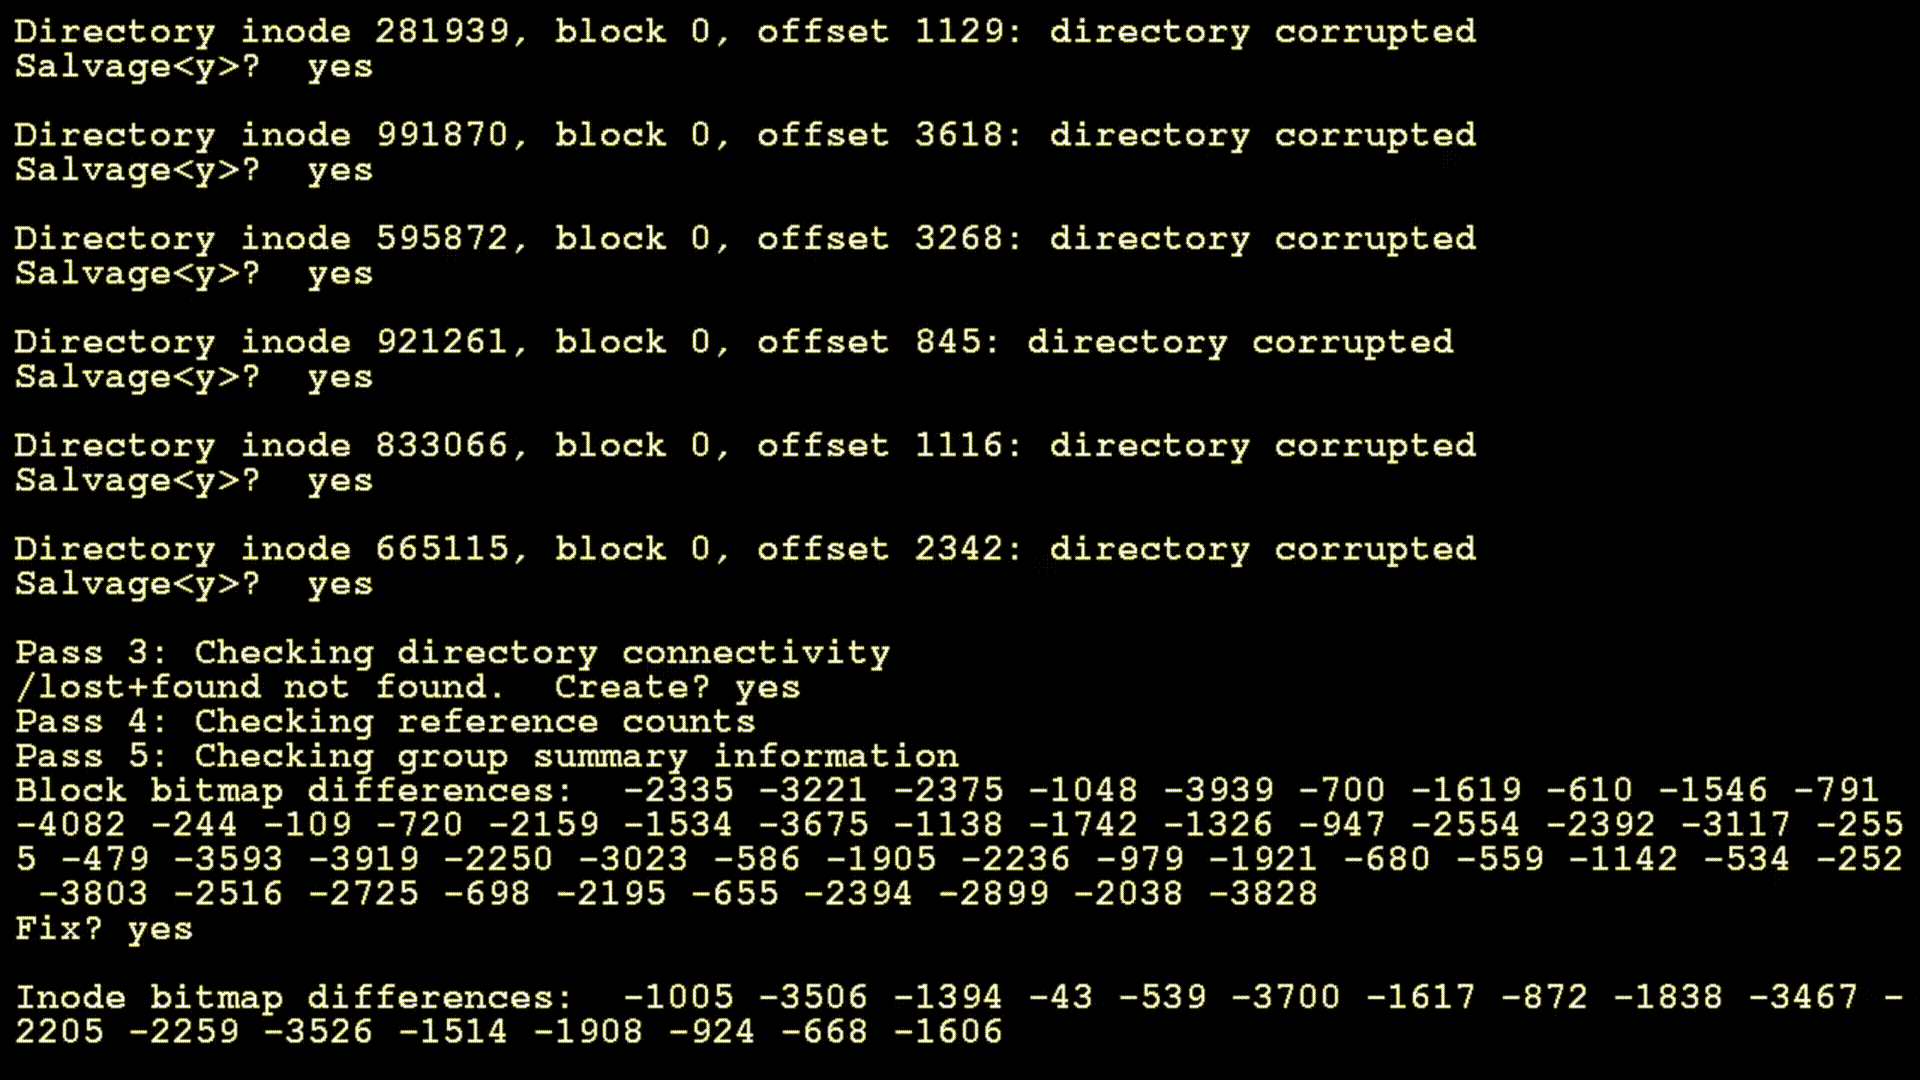 Directory inode 281939, block 0, offset 1129: directory corrupted
Salvage<y>?  yes
Directory inode 991870, block 0, offset 3618: directory corrupted
Salvage<y>?  yes
Directory inode 595872, block 0, offset 3268: directory corrupted
Salvage<y>?  yes
Directory inode 921261, block 0, offset 845: directory corrupted
Salvage<y>?  yes
Directory inode 833066, block 0, offset 1116: directory corrupted
Salvage<y>?  yes
Directory inode 665115, block 0, offset 2342: directory corrupted
Salvage<y>?  yes
Pass 3: Checking directory connectivity
/lost+found not found.  Create? yes
Pass 4: Checking reference counts
Pass 5: Checking group summary information
Block bitmap differences:  -2335 -3221 -2375 -1048 -3939 -700 -1619 -610 -1546 -791
-4082 -244 -109 -720 -2159 -1534 -3675 -1138 -1742 -1326 -947 -2554 -2392 -3117 -255
5 -479 -3593 -3919 -2250 -3023 -586 -1905 -2236 -979 -1921 -680 -559 -1142 -534 -252
 -3803 -2516 -2725 -698 -2195 -655 -2394 -2899 -2038 -3828
Fix? yes
Inode bitmap differences:  -1005 -3506 -1394 -43 -539 -3700 -1617 -872 -1838 -3467 -
2205 -2259 -3526 -1514 -1908 -924 -668 -1606